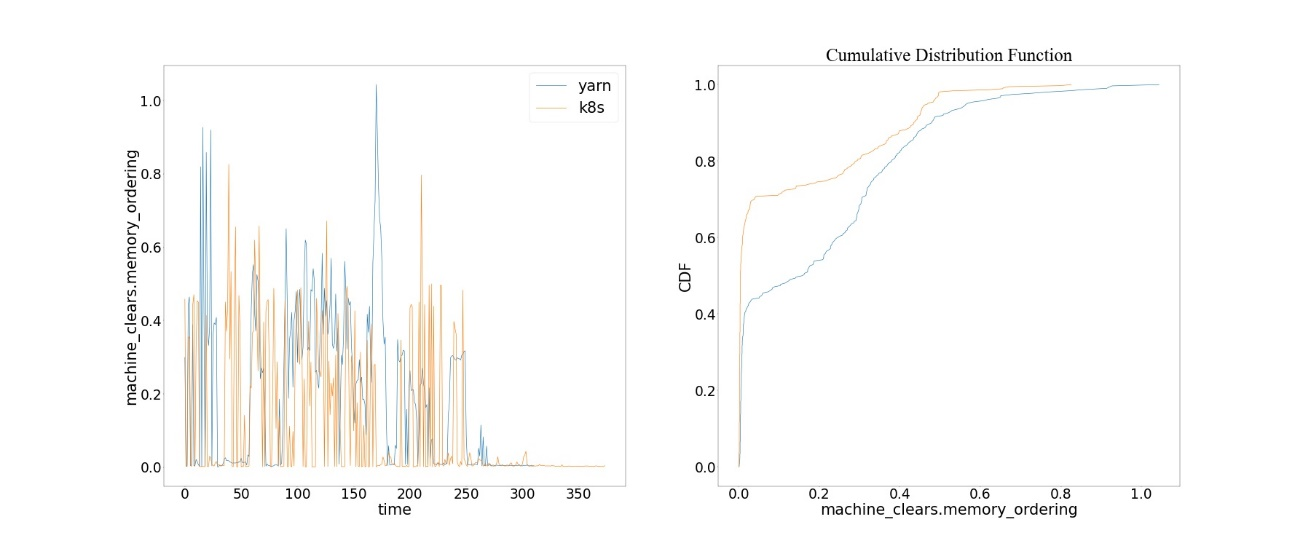 yarn
k8s
machine_clears.memory_ordering
1.0
0.8
0.6
0.4
0.2
0.0
0 50 100 150 200 250 300 350
time
Cumulative Distribution Function
CDF
1.0
0.8
0.6
0.4
0.2
0.0
0.0 0.2 0.4 0.6 0.8 1.0
machine_clears.memory_ordering